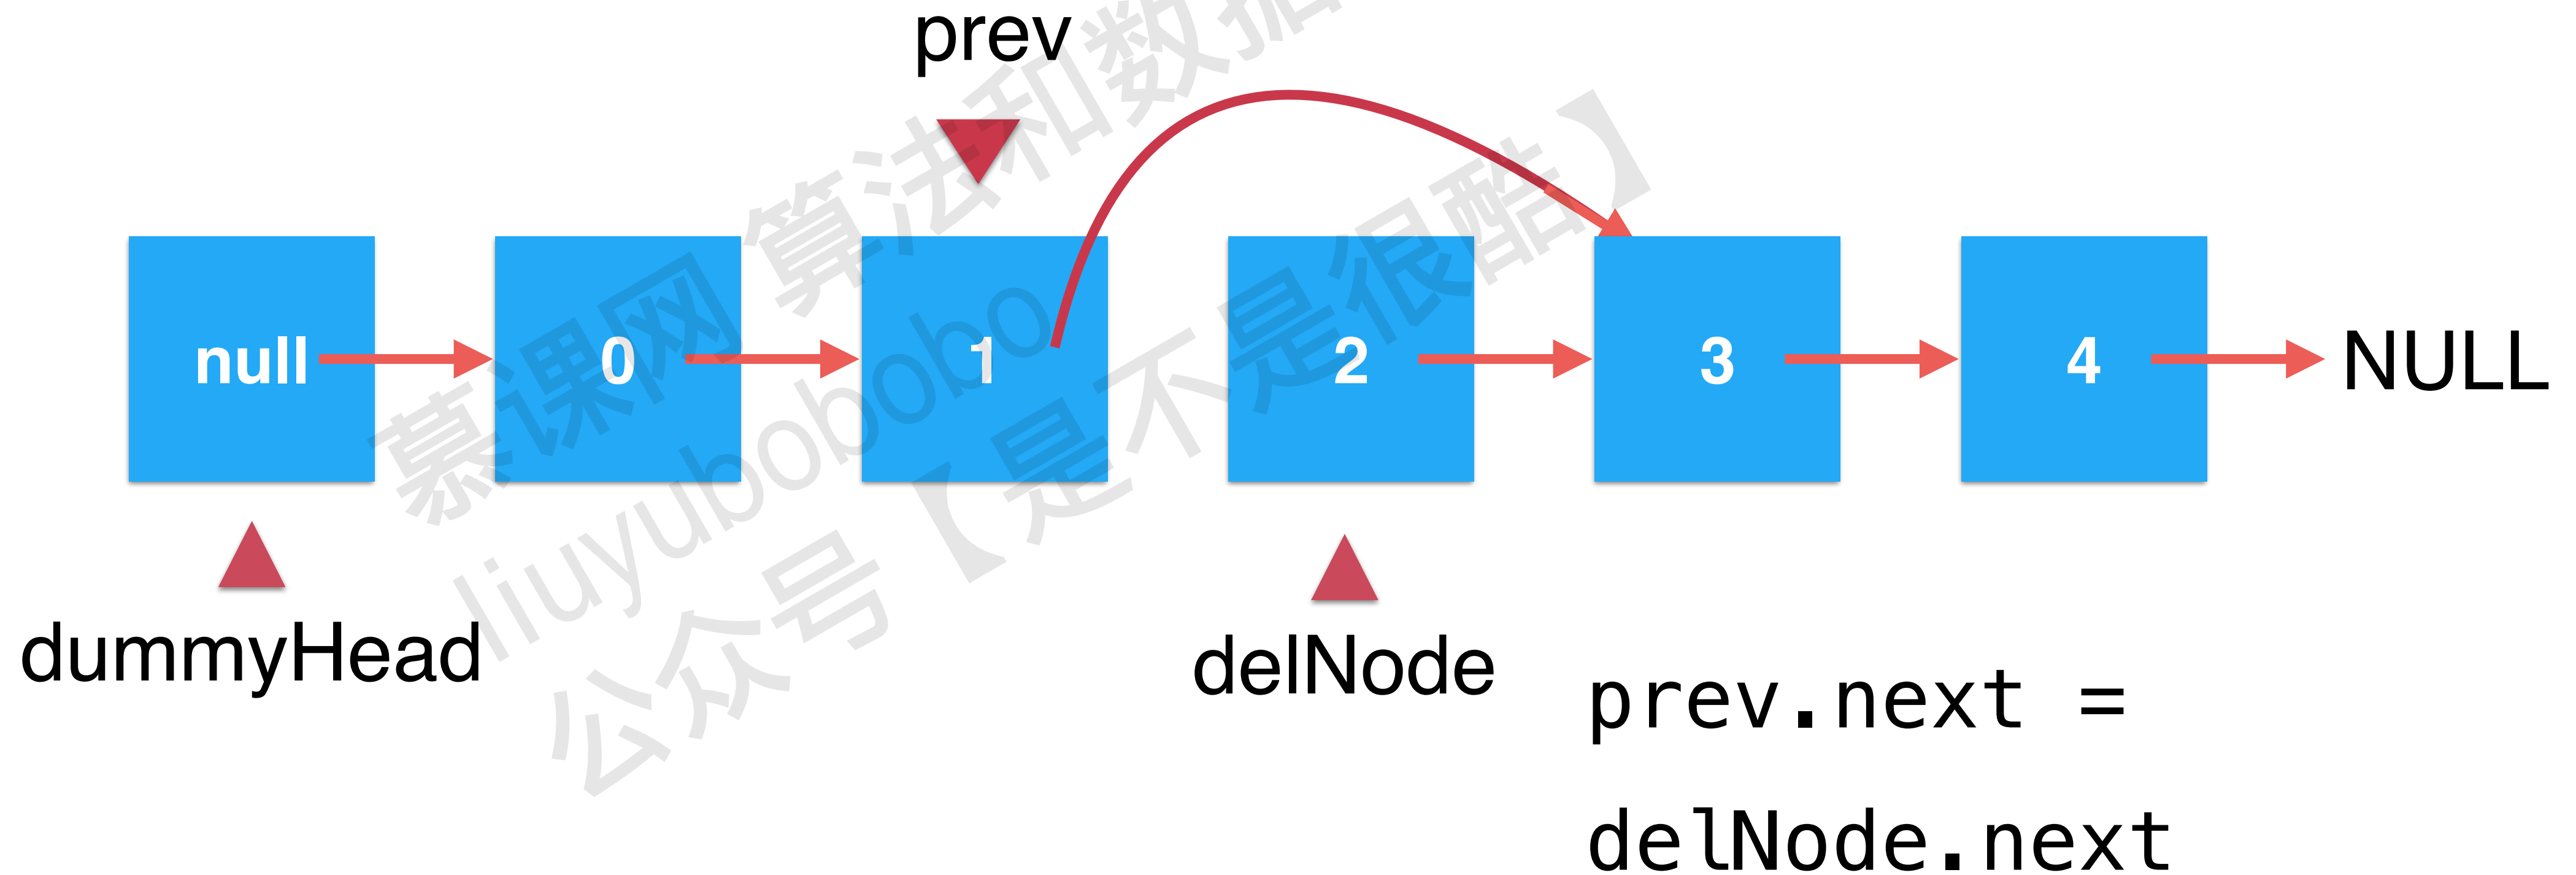 prev
null
0
1
2
3
4
NULL
dummyHead
delNode
prev.next =
delNode.next
慕课网 算法和数据
liuyubobobo
公众号【是不是很酷】